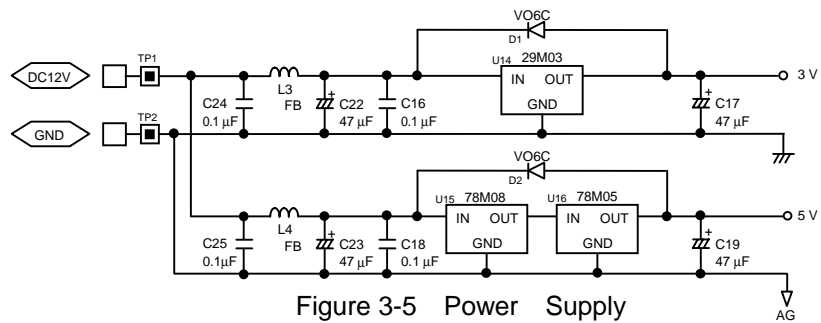 VO6C
D1
DC12V
TP1
L3
FB
U14
29M03
IN OUT
GND
3 V
C24
0.1 µF
C22
47 µF
C16
0.1 µF
C17
47 µF
GND
TP2
VO6C
D2
L4
FB
U15
78M08
IN OUT
GND
U16
78M05
IN OUT
GND
5 V
C25
0.1µF
C23
47 µF
C18
0.1 µF
C19
47 µF
AG
Figure 3-5 Power Supply